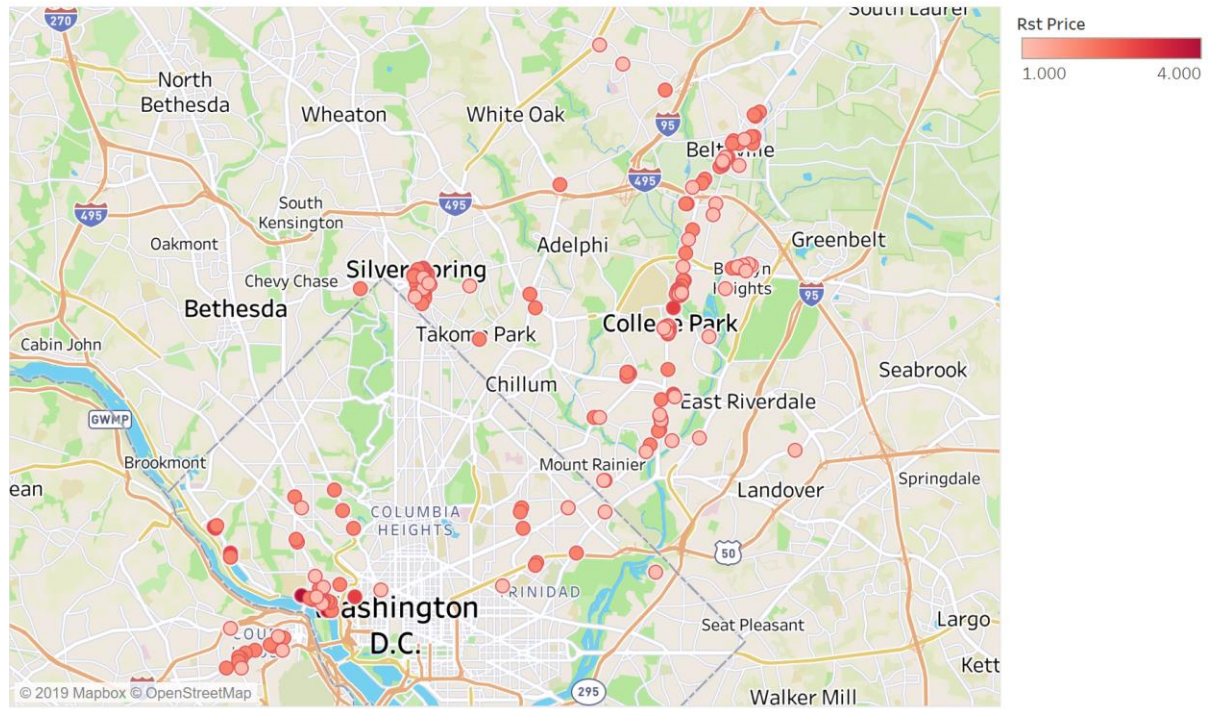 270
South Laurel
North
Bethesda
Wheaton
White Oak
95
Beltsville
495
495
495
South
Kensington
Oakmont
Adelphi
Greenbelt
Chevy Chase
Silver Spring
Heights
95
Bethesda
College Park
Cabin John
Takoma Park
Seabrook
Chillum
GWMP
East Riverdale
Brookmont
Mount Rainier
Springdale
ean
Landover
COLUMBIA
HEIGHTS
50
TRINIDAD
Washington
D.C.
Seat Pleasant
Largo
Kett
295
Walker Mill
© 2019 Mapbox © OpenStreetMap
Rst Price
1.000
4.000